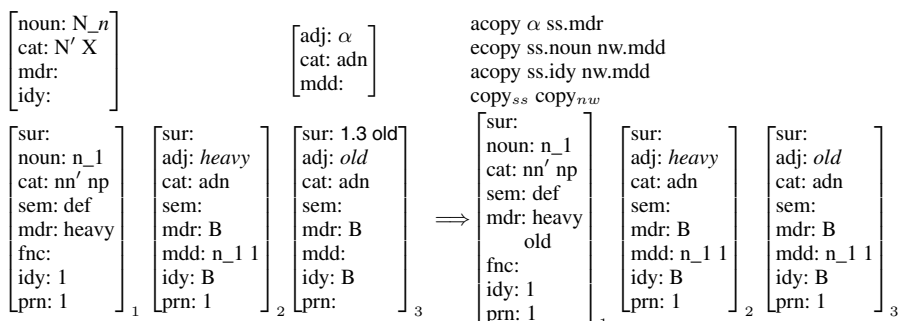 noun: N_n
cat: N′ X
mdr:
idy:
adj: α
cat: adn
mdd:
acopy α ss.mdr
ecopy ss.noun nw.mdd
acopy ss.idy nw.mdd
copyss copynw
sur:
noun: n_1
cat: nn′ np
sem: def
mdr: heavy
fnc:
idy: 1
prn: 1
1
sur:
adj: heavy
cat: adn
sem:
mdr: B
mdd: n_1 1
idy: B
prn: 1
2
sur: 1.3 old
adj: old
cat: adn
sem:
mdr: B
mdd:
idy: B
prn:
3
⟹
sur:
noun: n_1
cat: nn′ np
sem: def
mdr: heavy
old
fnc:
idy: 1
prn: 1
1
sur:
adj: heavy
cat: adn
sem:
mdr: B
mdd: n_1 1
idy: B
prn: 1
2
sur:
adj: old
cat: adn
sem:
mdr: B
mdd: n_1 1
idy: B
prn: 1
3